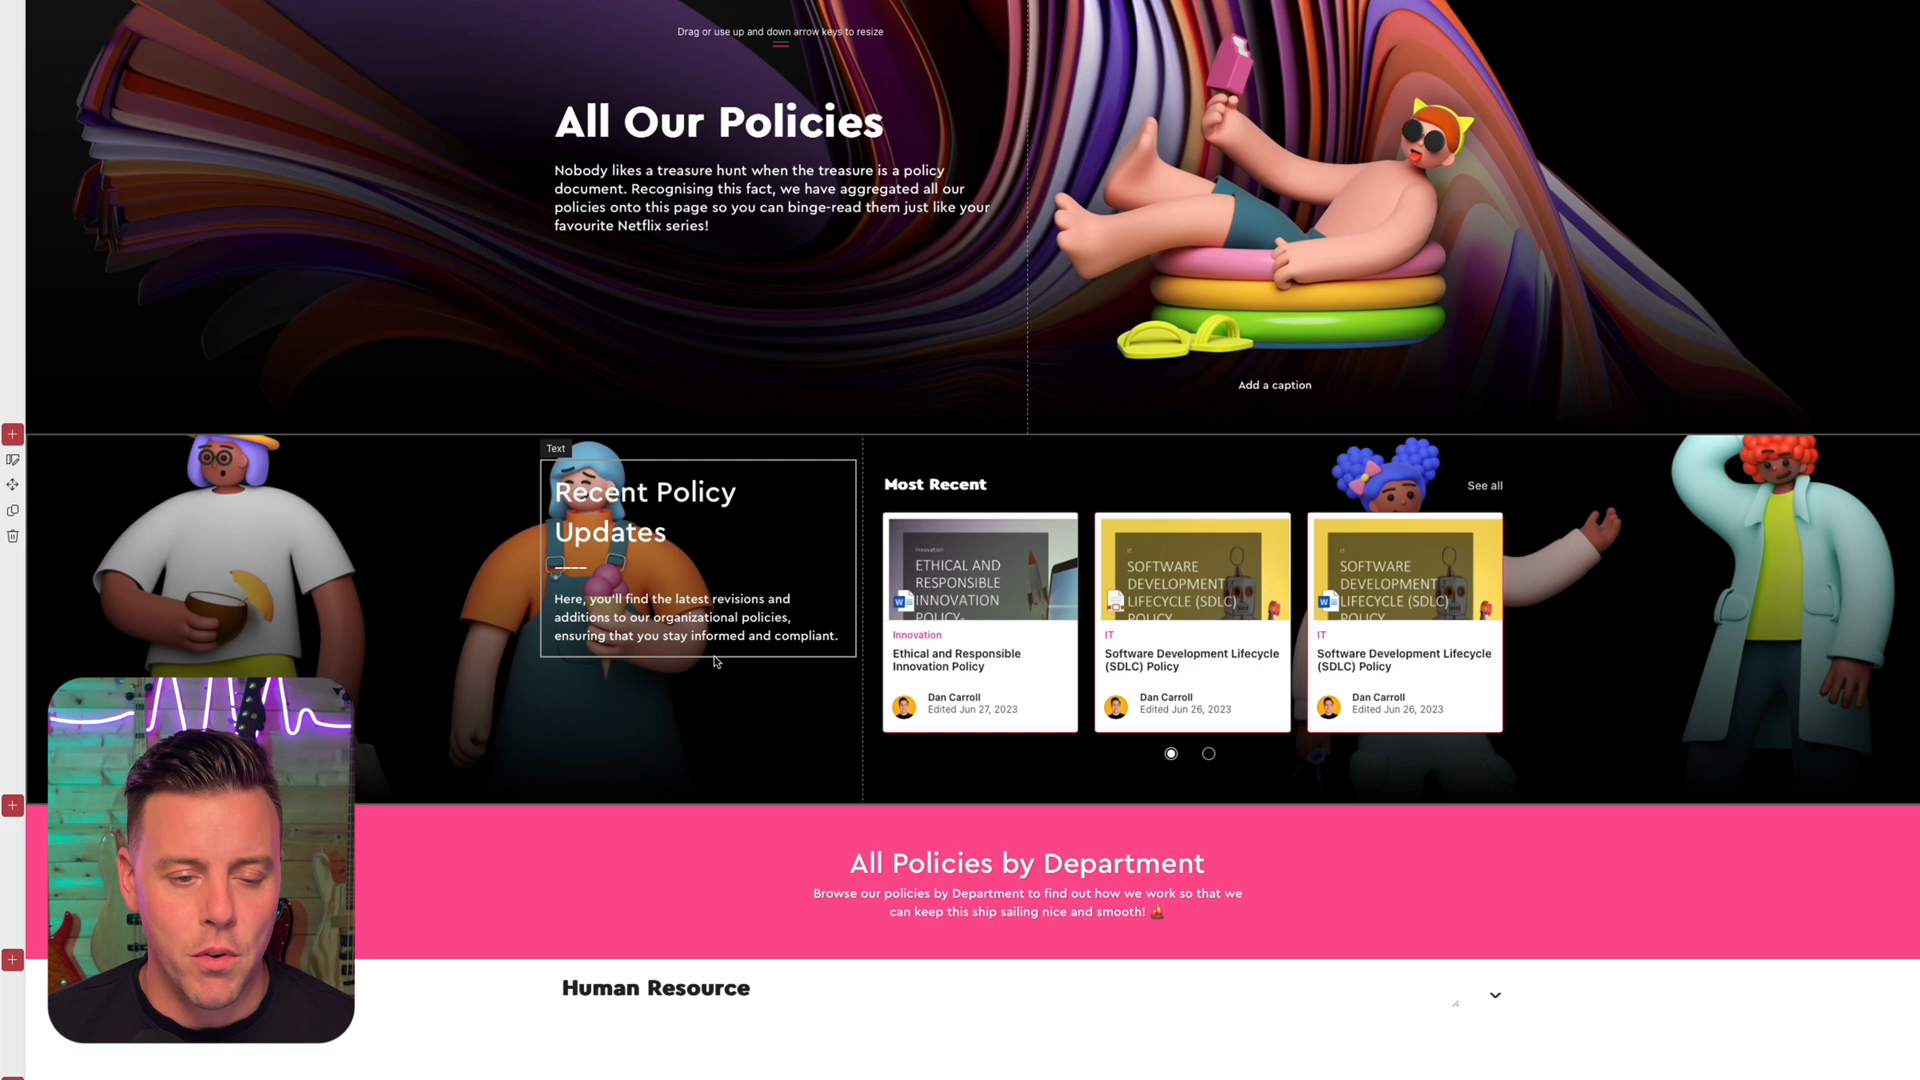 Drag or use up and down arrow keys to resize
All Our Policies
Nobody likes a treasure hunt when the treasure is a policy
document. Recognising this fact, we have aggregated all our
policies onto this page so you can binge-read them just like your
favourite Netflix series!
Add a caption
Text
Recent Policy
Updates
Here, you'll find the latest revisions and
additions to our organizational policies,
ensuring that you stay informed and compliant.
Most Recent
See all
Innovation
ETHICAL AND
RESPONSIBLE
INNOVATION
POLICY-
Innovation
Ethical and Responsible
Innovation Policy
Dan Carroll
Edited Jun 27, 2023
IT
SOFTWARE
DEVELOPMENT
LIFECYCLE (SDLC)
POLICY
IT
Software Development Lifecycle
(SDLC) Policy
Dan Carroll
Edited Jun 26, 2023
IT
SOFTWARE
DEVELOPMENT
LIFECYCLE (SDLC)
POLICY
IT
Software Development Lifecycle
(SDLC) Policy
Dan Carroll
Edited Jun 26, 2023
All Policies by Department
Browse our policies by Department to find out how we work so that we
can keep this ship sailing nice and smooth!
Human Resource